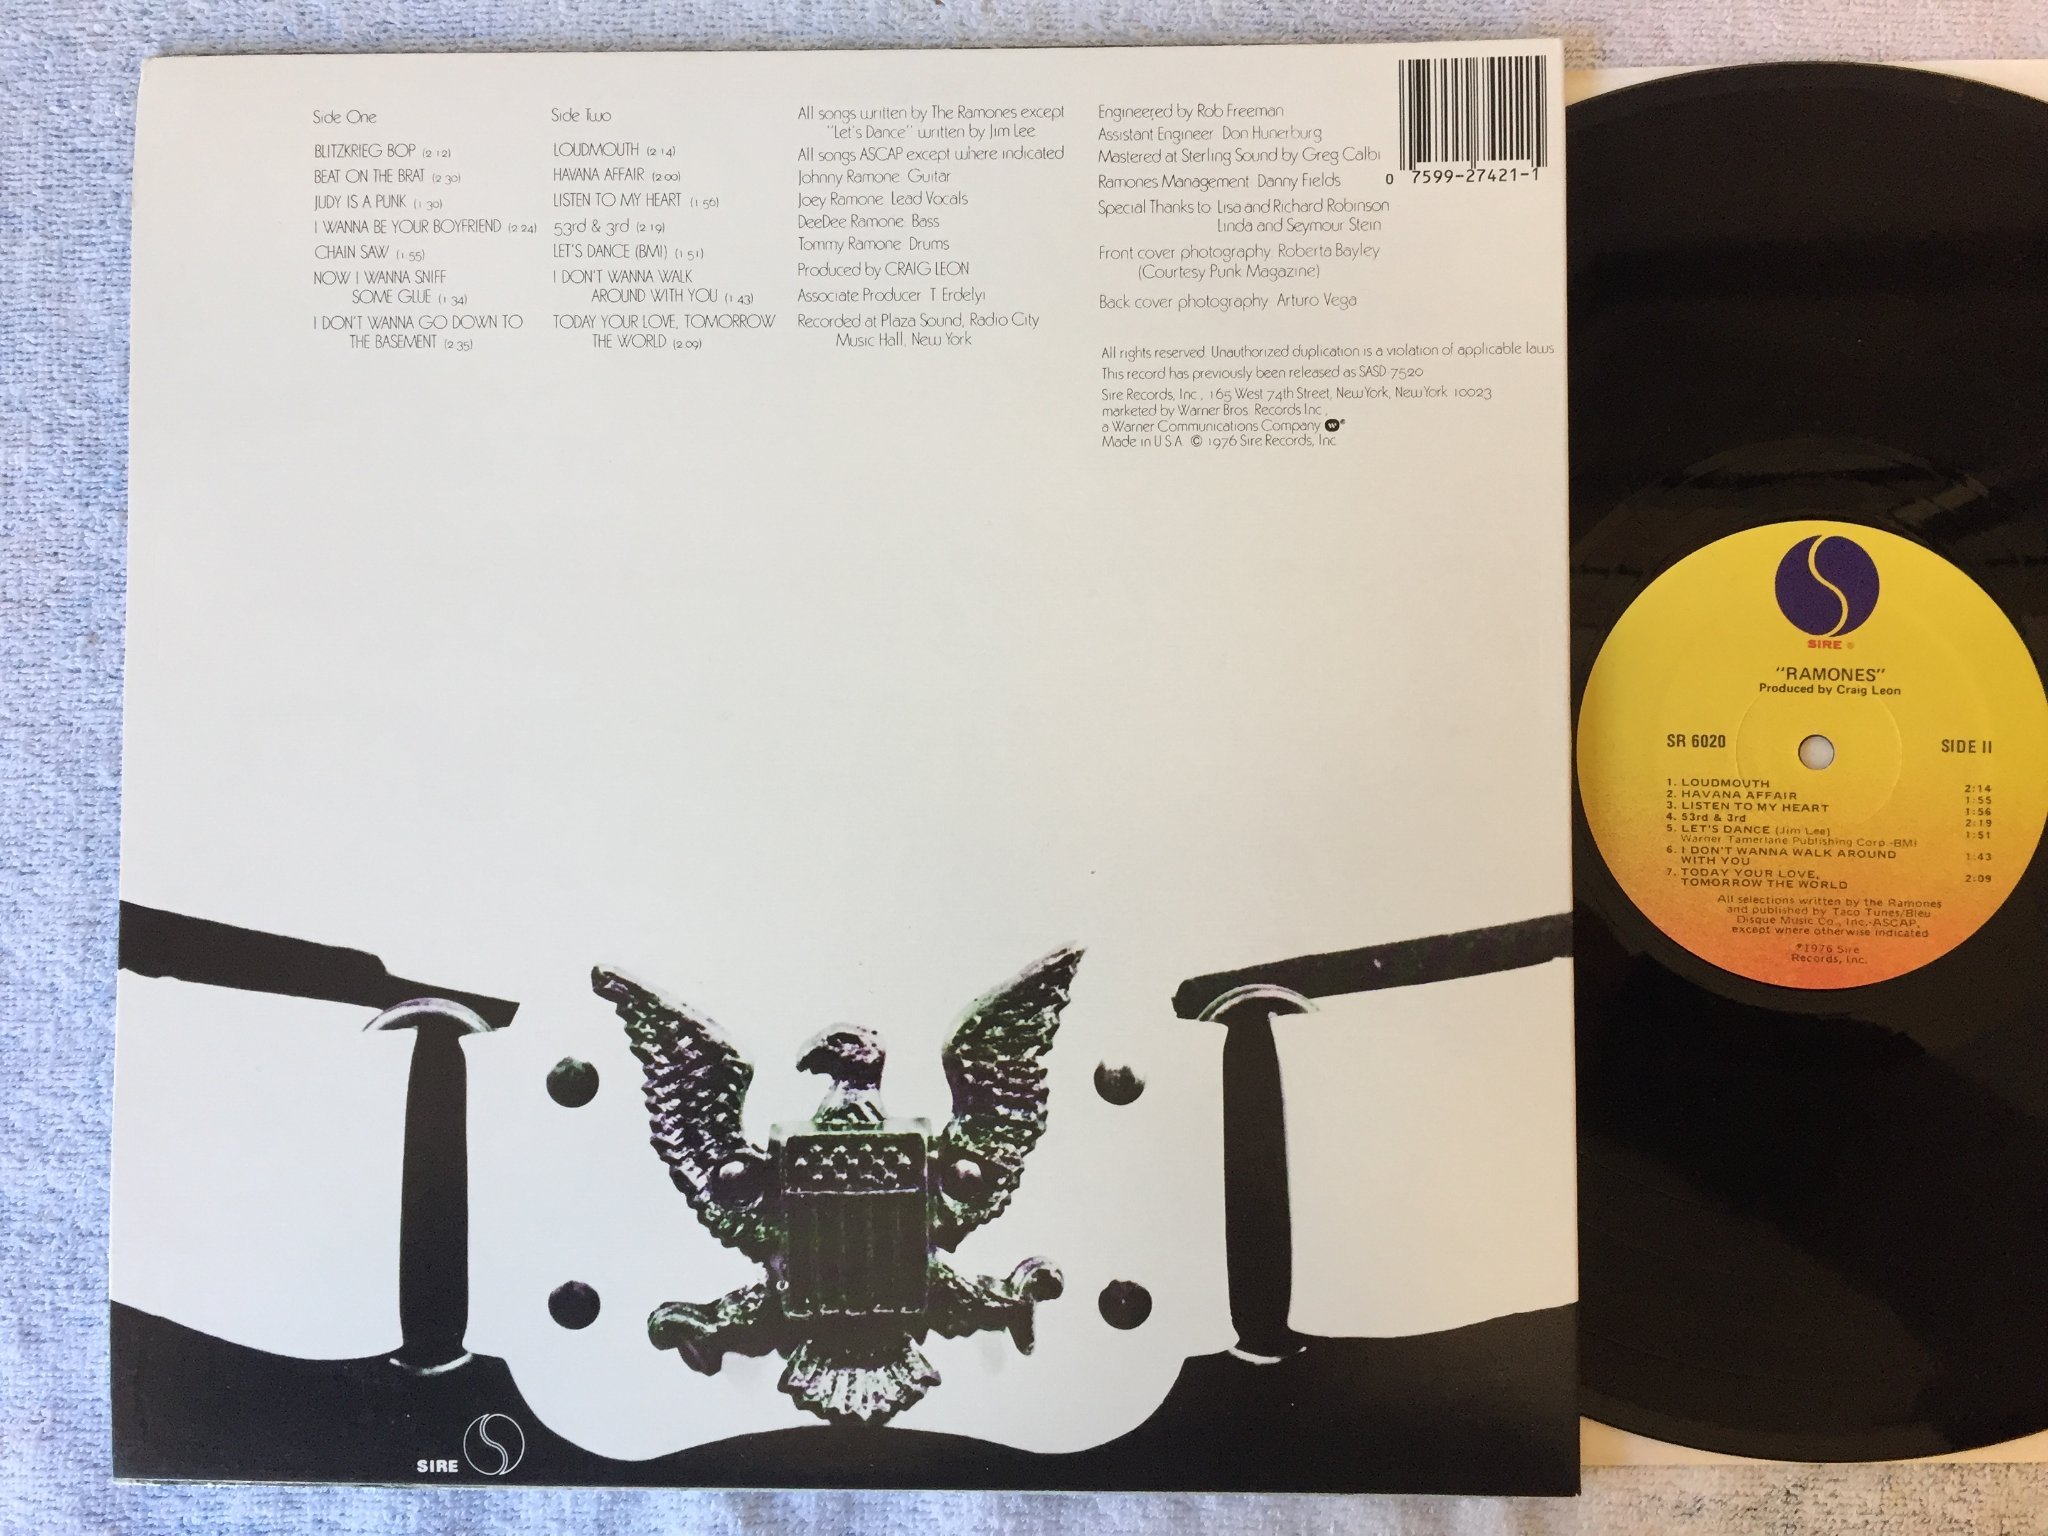 Side One
BLITZKRIEG BOP (2 12)
BEAT ON THE BRAT (2 30)
JUDY IS A PUNK (1 30)
I WANNA BE YOUR BOYFRIEND (2 24)
CHAIN SAW (1 55)
NOW I WANNA SNIFF
SOME GLUE (1 34)
I DON'T WANNA GO DOWN TO
THE BASEMENT (2 35)
Side Two
LOUDMOUTH (2 14)
HAVANA AFFAIR (2 00)
LISTEN TO MY HEART (1 56)
53rd & 3rd (2 19)
LET'S DANCE (BMI) (1 51)
I DON'T WANNA WALK
AROUND WITH YOU (1 43)
TODAY YOUR LOVE, TOMORROW
THE WORLD (2 09)
All songs written by The Ramones except
"Let's Dance" written by Jim Lee
All songs ASCAP except where indicated
Johnny Ramone Guitar
Joey Ramone Lead Vocals
DeeDee Ramone Bass
Tommy Ramone Drums
Produced by CRAIG LEON
Associate Producer T Erdelyi
Recorded at Plaza Sound, Radio City
Music Hall, New York
Engineered by Rob Freeman
Assistant Engineer Don Hunerburg
Mastered at Sterling Sound by Greg Calbi
Ramones Management Danny Fields
Special Thanks to Lisa and Richard Robinson
Linda and Seymour Stein
Front cover photography Roberta Bayley
(Courtesy Punk Magazine)
Back cover photography Arturo Vega
All rights reserved Unauthorized duplication is a violation of applicable laws
This record has previously been released as SASD 7520
Sire Records, Inc., 165 West 74th Street, New York, New York 10023
marketed by Warner Bros Records Inc,
a Warner Communications Company W ®
Made in U S A © 1976 Sire Records, Inc
0 7599-27421-1
SIRE
SIRE ®
"RAMONES"
Produced by Craig Leon
SR 6020
SIDE II
1. LOUDMOUTH 2:14
2. HAVANA AFFAIR 1:55
3. LISTEN TO MY HEART 1:56
4. 53rd & 3rd 2:19
5. LET'S DANCE (Jim Lee) 1:51
Warner Tamerlane Publishing Corp.-BMI
6. I DON'T WANNA WALK AROUND
WITH YOU 1:43
7. TODAY YOUR LOVE,
TOMORROW THE WORLD 2:09
All selections written by the Ramones
and published by Taco Tunes/Bleu
Disque Music Co., Inc.-ASCAP,
except where otherwise indicated
℗1976 Sire
Records, Inc.